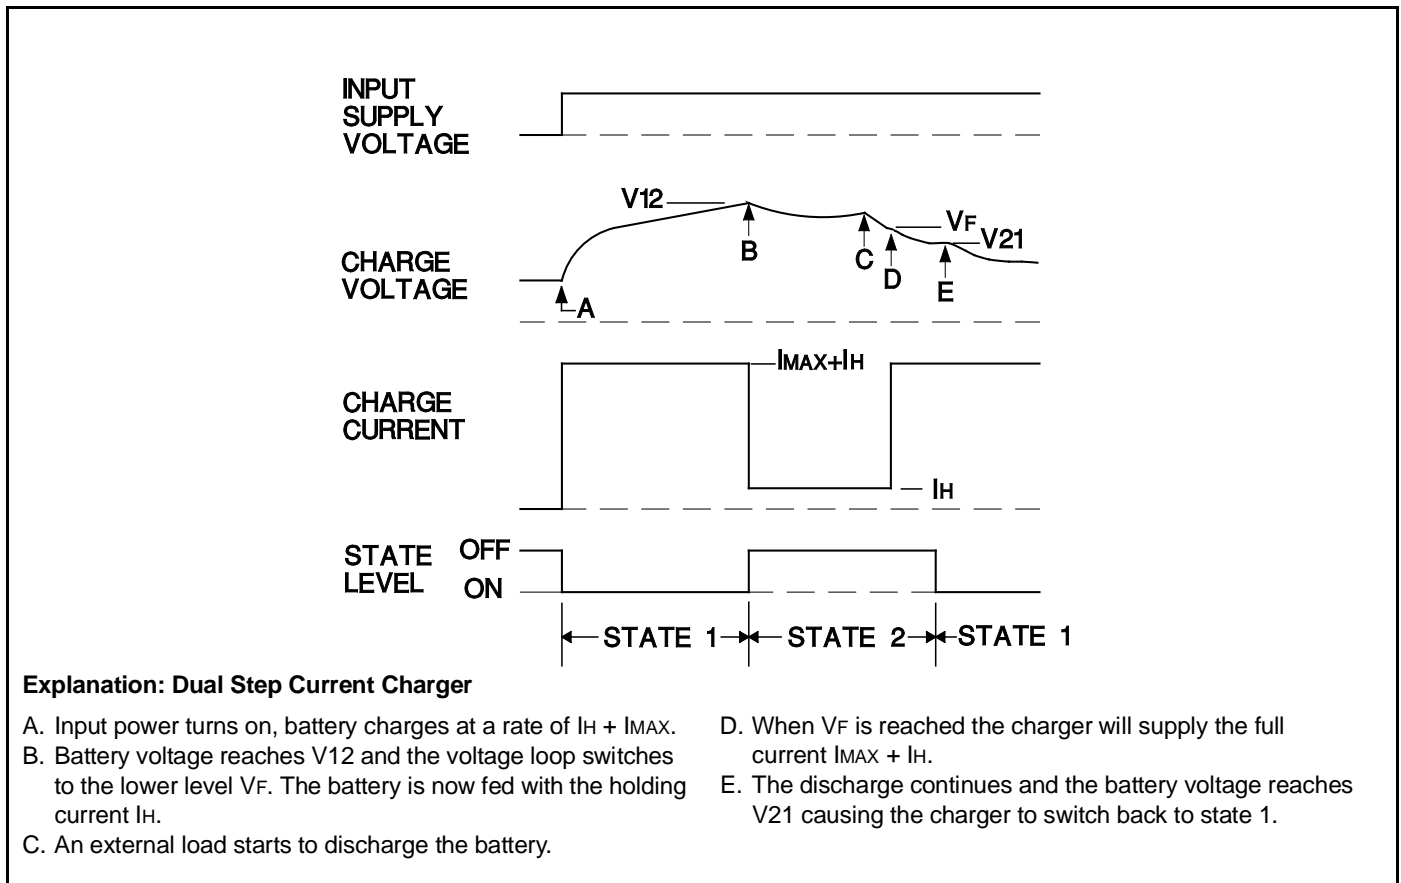 INPUT
SUPPLY
VOLTAGE
V12
VF
V21
B
C
D
E
CHARGE
VOLTAGE
A
IMAX+IH
CHARGE
CURRENT
IH
STATE
LEVEL
OFF
ON
STATE 1
STATE 2
STATE 1
Explanation: Dual Step Current Charger
A. Input power turns on, battery charges at a rate of IH + IMAX.
B. Battery voltage reaches V12 and the voltage loop switches
to the lower level VF. The battery is now fed with the holding
current IH.
C. An external load starts to discharge the battery.
D. When VF is reached the charger will supply the full
current IMAX + IH.
E. The discharge continues and the battery voltage reaches
V21 causing the charger to switch back to state 1.